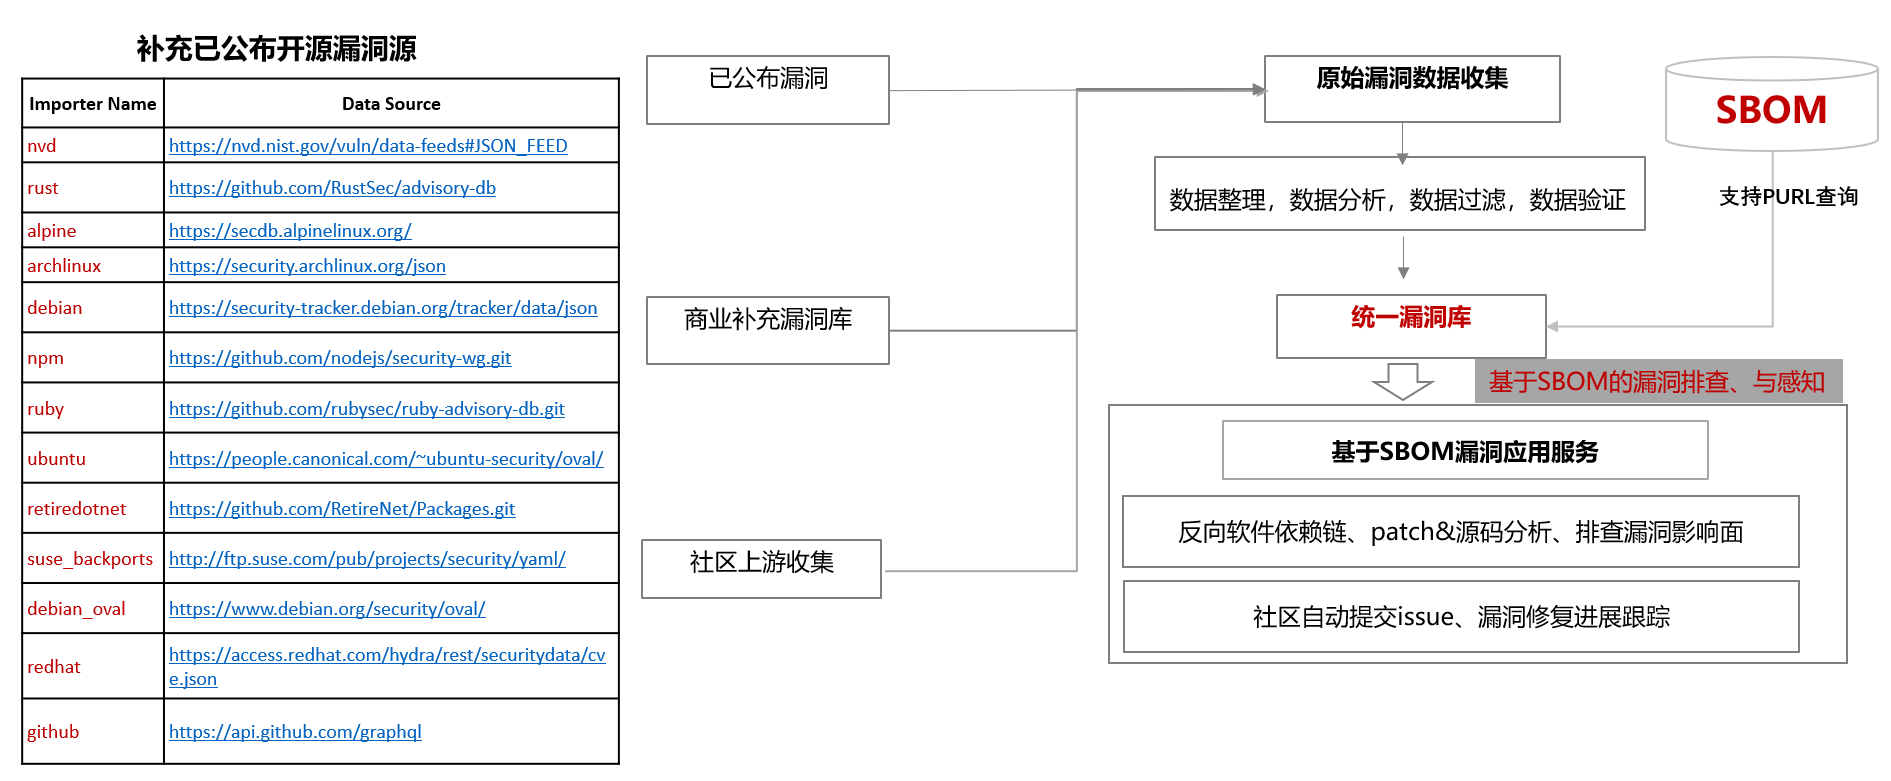 补充已公布开源漏洞源
Importer Name Data Source
nvd https://nvd.nist.gov/vuln/data-feeds#JSON_FEED
rust https://github.com/RustSec/advisory-db
alpine https://secdb.alpinelinux.org/
archlinux https://security.archlinux.org/json
debian https://security-tracker.debian.org/tracker/data/json
npm https://github.com/nodejs/security-wg.git
ruby https://github.com/rubysec/ruby-advisory-db.git
ubuntu https://people.canonical.com/~ubuntu-security/oval/
retiredotnet https://github.com/RetireNet/Packages.git
suse_backports http://ftp.suse.com/pub/projects/security/yaml/
debian_oval https://www.debian.org/security/oval/
redhat https://access.redhat.com/hydra/rest/securitydata/cv
e.json
github https://api.github.com/graphql
已公布漏洞
商业补充漏洞库
社区上游收集
原始漏洞数据收集
数据整理，数据分析，数据过滤，数据验证
统一漏洞库
SBOM
支持PURL查询
基于SBOM的漏洞排查、与感知
基于SBOM漏洞应用服务
反向软件依赖链、patch&源码分析、排查漏洞影响面
社区自动提交issue、漏洞修复进展跟踪